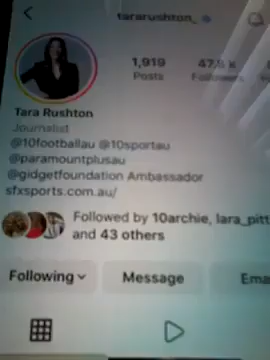 tararushton_
1,919
Posts
Followers
Tara Rushton
Journalist
@10footballau @10sportau
@paramountplusau
@gidgetfoundation Ambassador
sfxsports.com.au/
Followed by 10archie, lara_pitt
and 43 others
Following
Message
Ema